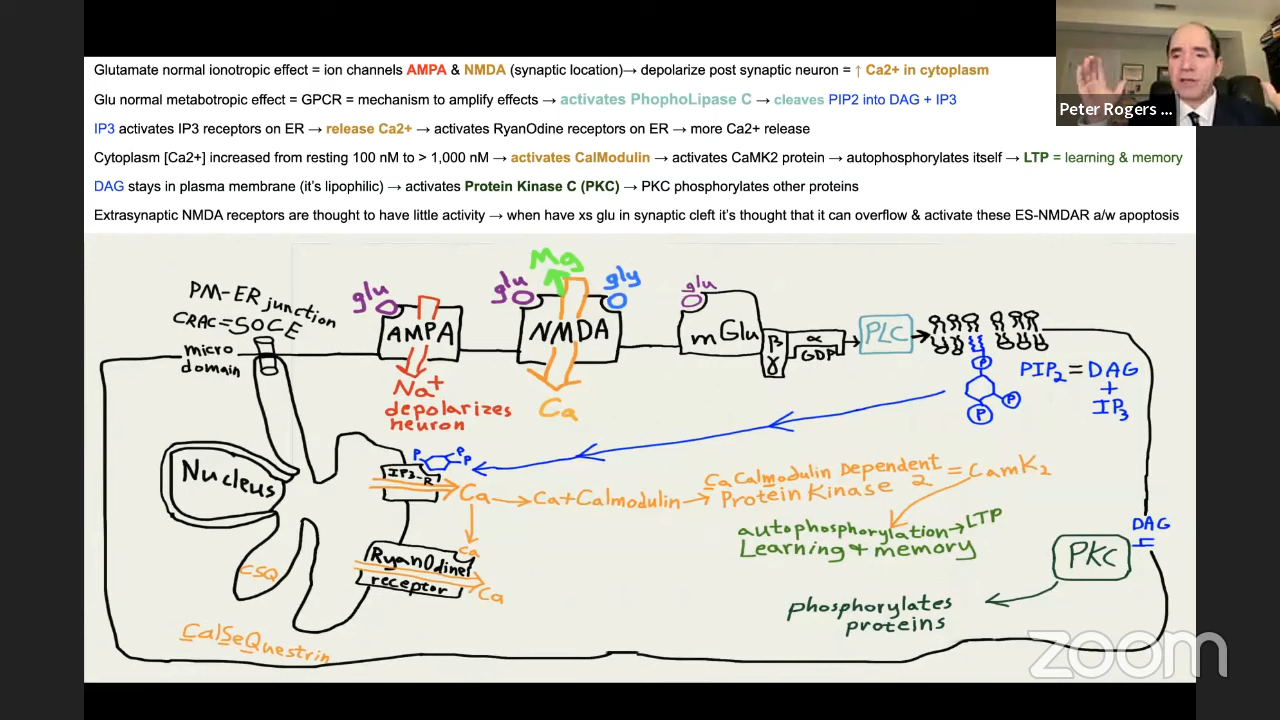 Glutamate normal ionotropic effect = ion channels AMPA & NMDA (synaptic location)→ depolarize post synaptic neuron = ↑ Ca2+ in cytoplasm
Glu normal metabotropic effect = GPCR = mechanism to amplify effects → activates PhophoLipase C → cleaves PIP2 into DAG + IP3
IP3 activates IP3 receptors on ER → release Ca2+ → activates RyanOdine receptors on ER → more Ca2+ release
Cytoplasm [Ca2+] increased from resting 100 nM to > 1,000 nM → activates CalModulin → activates CaMK2 protein → autophosphorylates itself → LTP = learning & memory
DAG stays in plasma membrane (it's lipophilic) → activates Protein Kinase C (PKC) → PKC phosphorylates other proteins
Extrasynaptic NMDA receptors are thought to have little activity → when have xs glu in synaptic cleft it's thought that it can overflow & activate these ES-NMDAR a/w apoptosis
Peter Rogers ...
PM-ER junction
CRAC=SOCE
micro
domain
glu
AMPA
Na+
depolarizes
neuron
Mg
glu
gly
NMDA
Ca
glu
mGlu
β
γ
α
GDP
PLC
P
P
P
PIP2 = DAG
+
IP3
Nucleus
P
P
P
IP3-R
Ca → Ca+Calmodulin → Ca Calmodulin Dependent
Protein Kinase 2
= CamK2
autophosphorylation → LTP
Learning + memory
Ca
RyanOdine
receptor
Ca
CSQ
CalSeQuestrin
DAG
PKC
phosphorylates
proteins
zoom